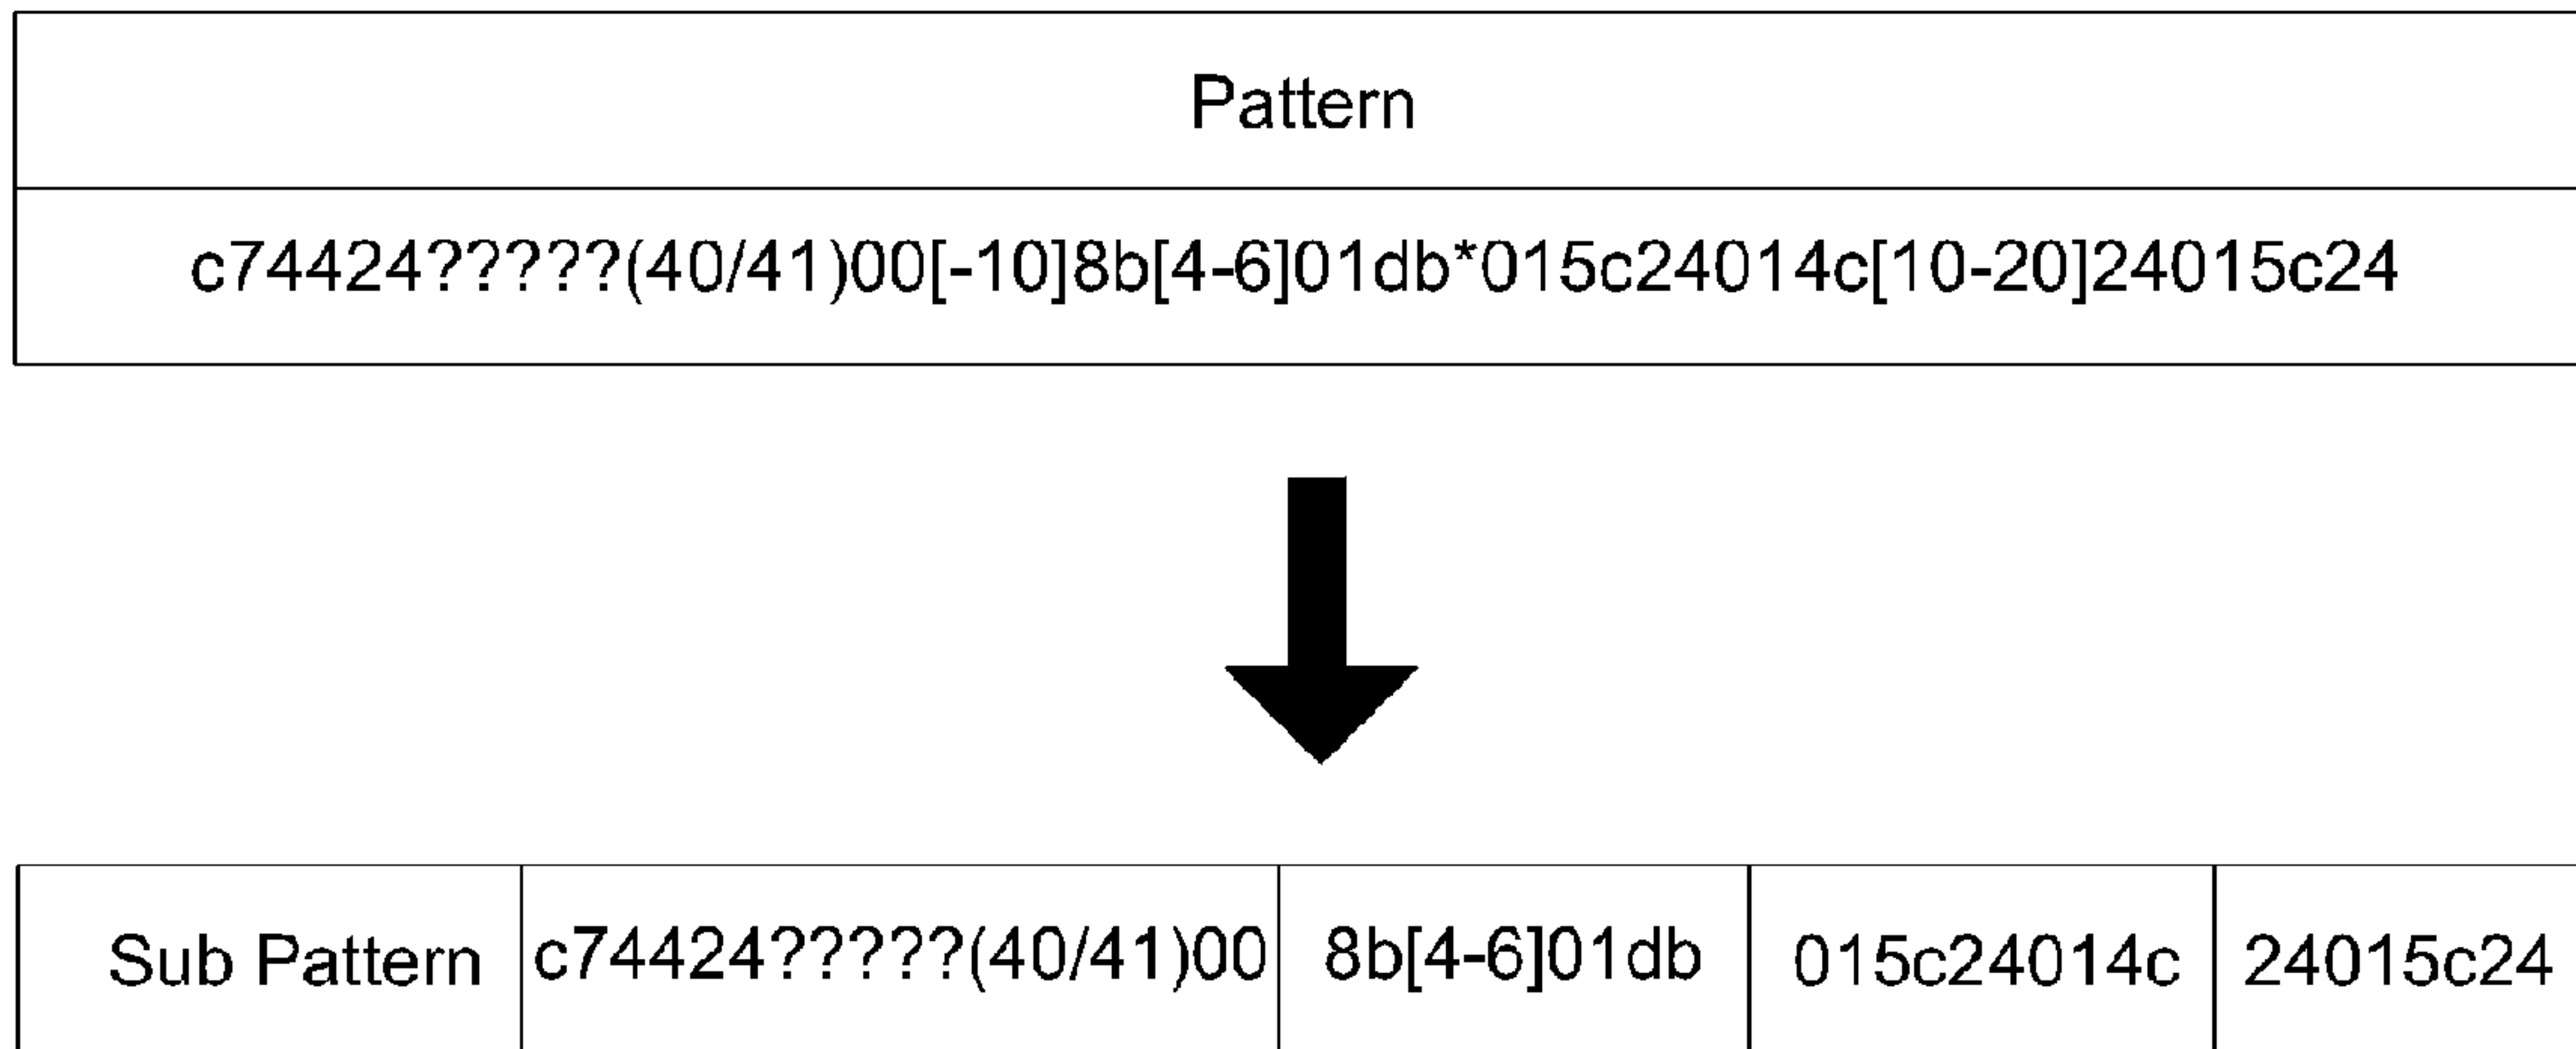 Pattern
c74424?????(40/41)00[-10]8b[4-6]01db*015c24014c[10-20]24015c24
Sub Pattern c74424?????(40/41)00 8b[4-6]01db 015c24014c 24015c24